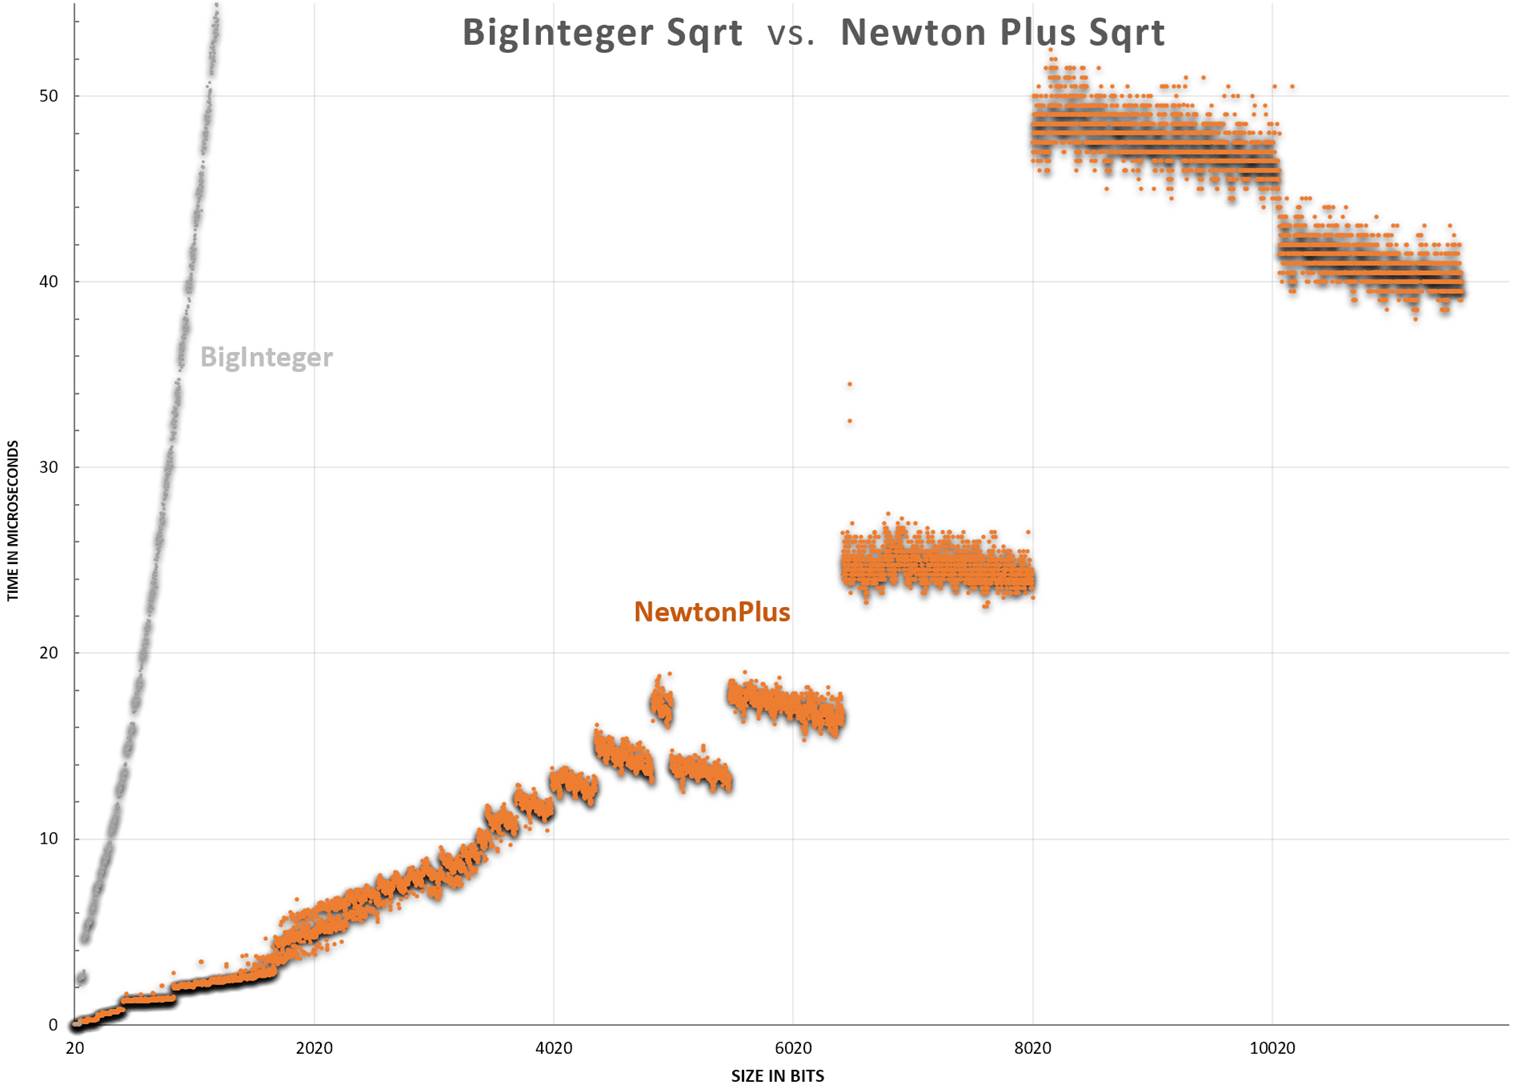 BigInteger Sqrt vs. Newton Plus Sqrt
50
40
BigInteger
30
TIME IN MICROSECONDS
NewtonPlus
20
10
0
20 2020 4020 6020 8020 10020
SIZE IN BITS